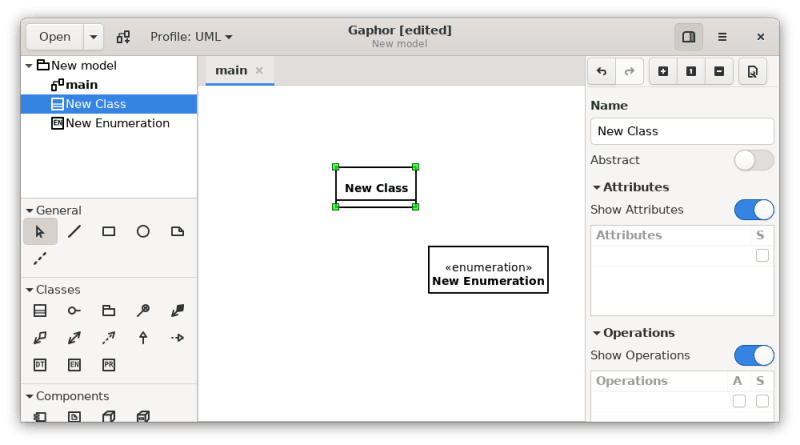 Open
Profile: UML
Gaphor [edited]
New model
New model
main
New Class
EN New Enumeration
General
Classes
DT EN PR
Components
main ×
New Class
«enumeration»
New Enumeration
Name
New Class
Abstract
Attributes
Show Attributes
Attributes S
Operations
Show Operations
Operations A S